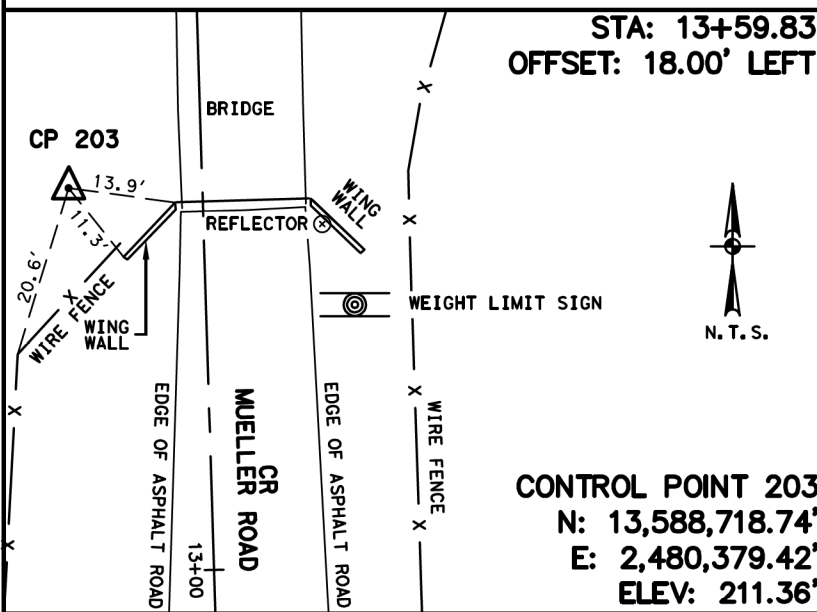 STA: 13+59.83
OFFSET: 18.00' LEFT
BRIDGE
CP 203
13.9'
WING
WALL
REFLECTOR
11.3'
20.6'
X
X
X
WIRE FENCE
X
WING
WALL
WEIGHT LIMIT SIGN
N.T.S.
X
X
X
X
EDGE OF ASPHALT ROAD
CR
MUELLER ROAD
EDGE OF ASPHALT ROAD
WIRE FENCE
13+00
CONTROL POINT 203
N: 13,588,718.74'
E: 2,480,379.42'
ELEV: 211.36'